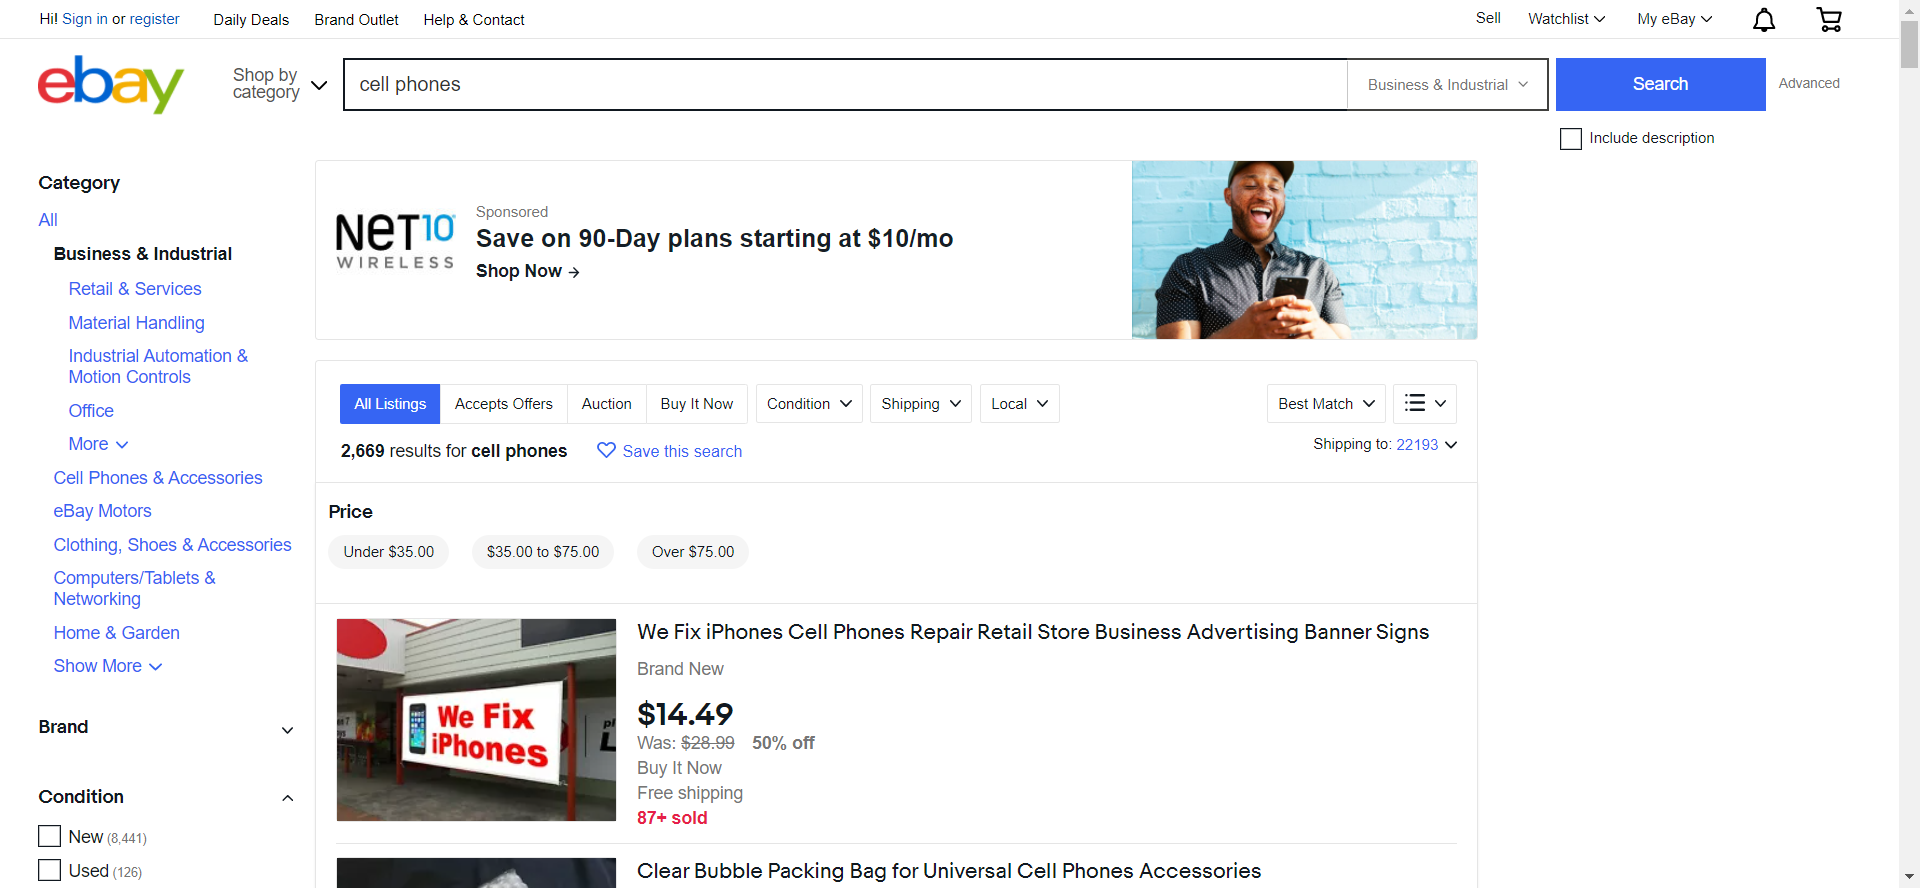 Hi! Sign in or register
Daily Deals
Brand Outlet
Help & Contact
Sell
Watchlist
My eBay
ebay
Shop by
category
cell phones
Business & Industrial
Search
Advanced
Include description
Category
All
Business & Industrial
Retail & Services
Material Handling
Industrial Automation &
Motion Controls
Office
More
Cell Phones & Accessories
eBay Motors
Clothing, Shoes & Accessories
Computers/Tablets &
Networking
Home & Garden
Show More
Brand
Condition
New (8,441)
Used (126)
NET10
WIRELESS
Sponsored
Save on 90-Day plans starting at $10/mo
Shop Now →
All Listings
Accepts Offers
Auction
Buy It Now
Condition
Shipping
Local
Best Match
2,669 results for cell phones
Save this search
Shipping to: 22193
Price
Under $35.00
$35.00 to $75.00
Over $75.00
We Fix
iPhones
We Fix iPhones Cell Phones Repair Retail Store Business Advertising Banner Signs
Brand New
$14.49
Was: $28.99 50% off
Buy It Now
Free shipping
87+ sold
Clear Bubble Packing Bag for Universal Cell Phones Accessories